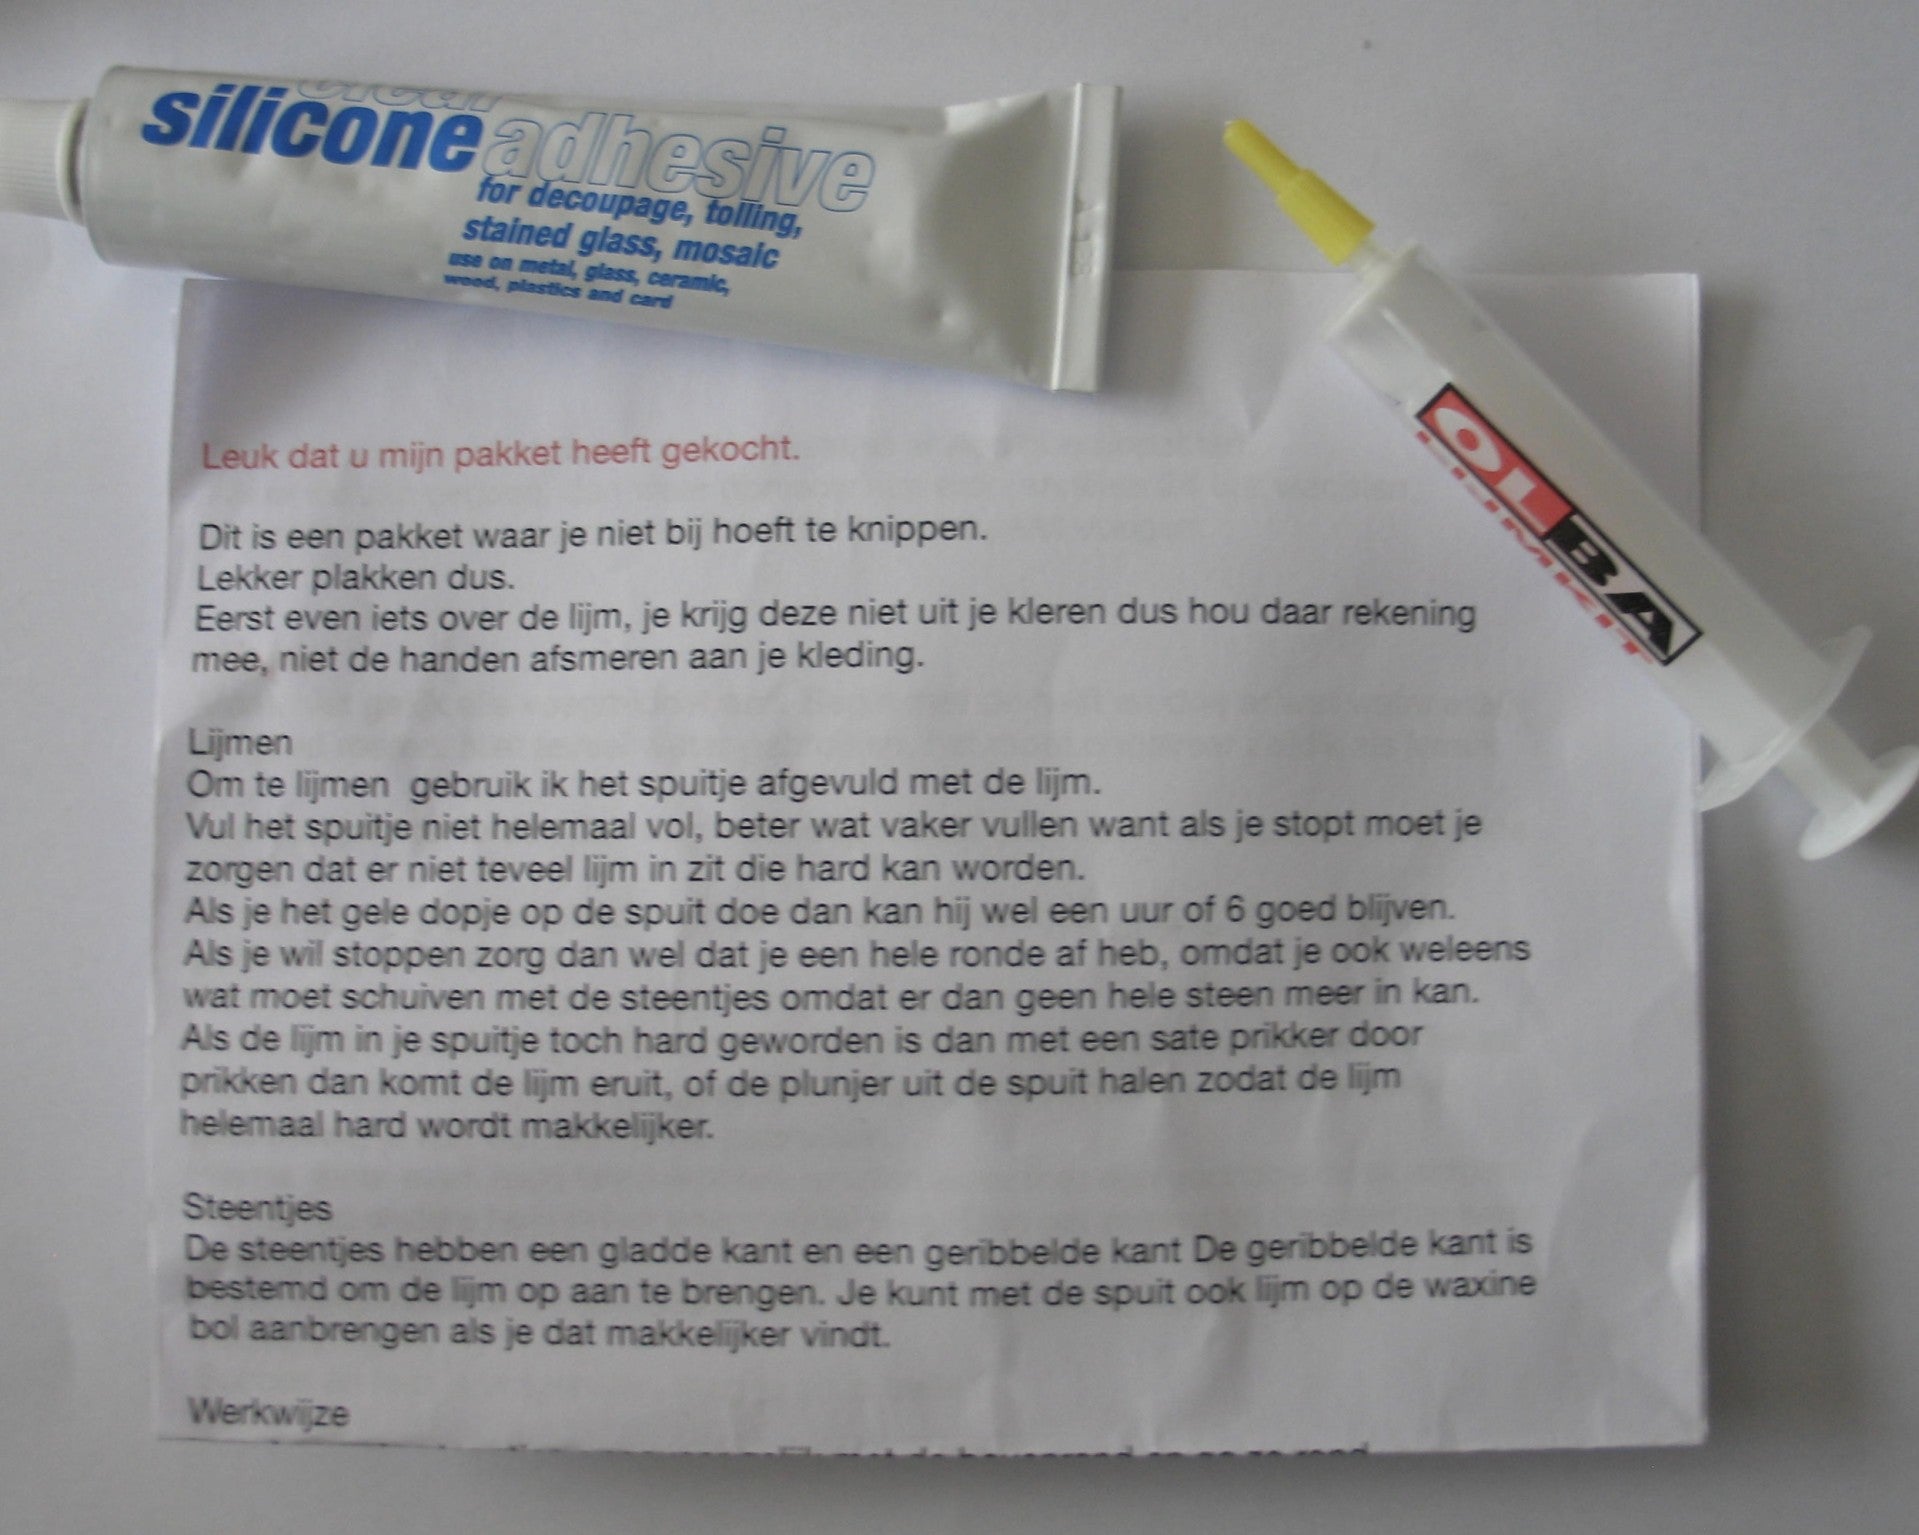 clear
silicone adhesive
for decoupage, tolling,
stained glass, mosaic
use on metal, glass, ceramic,
wood, plastics and card
OLBA
LIJMKIT
Leuk dat u mijn pakket heeft gekocht.
Dit is een pakket waar je niet bij hoeft te knippen.
Lekker plakken dus.
Eerst even iets over de lijm, je krijg deze niet uit je kleren dus hou daar rekening
mee, niet de handen afsmeren aan je kleding.
Lijmen
Om te lijmen gebruik ik het spuitje afgevuld met de lijm.
Vul het spuitje niet helemaal vol, beter wat vaker vullen want als je stopt moet je
zorgen dat er niet teveel lijm in zit die hard kan worden.
Als je het gele dopje op de spuit doe dan kan hij wel een uur of 6 goed blijven.
Als je wil stoppen zorg dan wel dat je een hele ronde af heb, omdat je ook weleens
wat moet schuiven met de steentjes omdat er dan geen hele steen meer in kan.
Als de lijm in je spuitje toch hard geworden is dan met een sate prikker door
prikken dan komt de lijm eruit, of de plunjer uit de spuit halen zodat de lijm
helemaal hard wordt makkelijker.
Steentjes
De steentjes hebben een gladde kant en een geribbelde kant De geribbelde kant is
bestemd om de lijm op aan te brengen. Je kunt met de spuit ook lijm op de waxine
bol aanbrengen als je dat makkelijker vindt.
Werkwijze